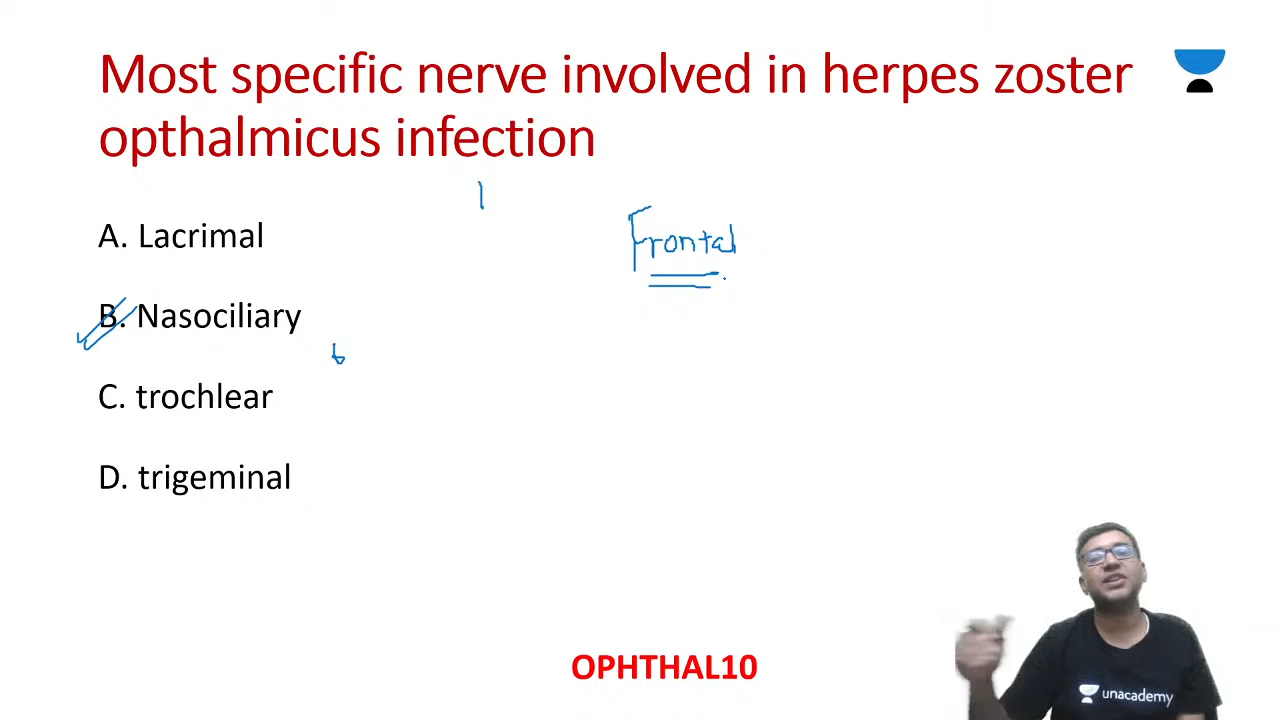 Most specific nerve involved in herpes zoster
opthalmicus infection
A. Lacrimal
Frontal
B. Nasociliary
C. trochlear
D. trigeminal
OPHTHAL10
unacademy